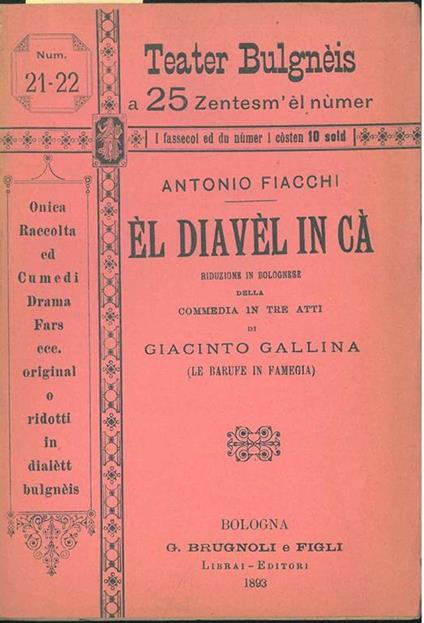 Num.
21-22
Teater Bulgnèis
a 25 Zentesm' èl nùmer
I fassecol ed du nùmer i còsten 10 sold
Onica
Raccolta
ed
Cumedi
Drama
Fars
ecc.
original
o
ridotti
in
dialètt
bulgnèis
ANTONIO FIACCHI
ÈL DIAVÈL IN CÀ
RIDUZIONE IN BOLOGNESE
DELLA
COMMEDIA IN TRE ATTI
DI
GIACINTO GALLINA
(LE BARUFE IN FAMEGIA)
BOLOGNA
G. BRUGNOLI e FIGLI
LIBRAI - EDITORI
1893